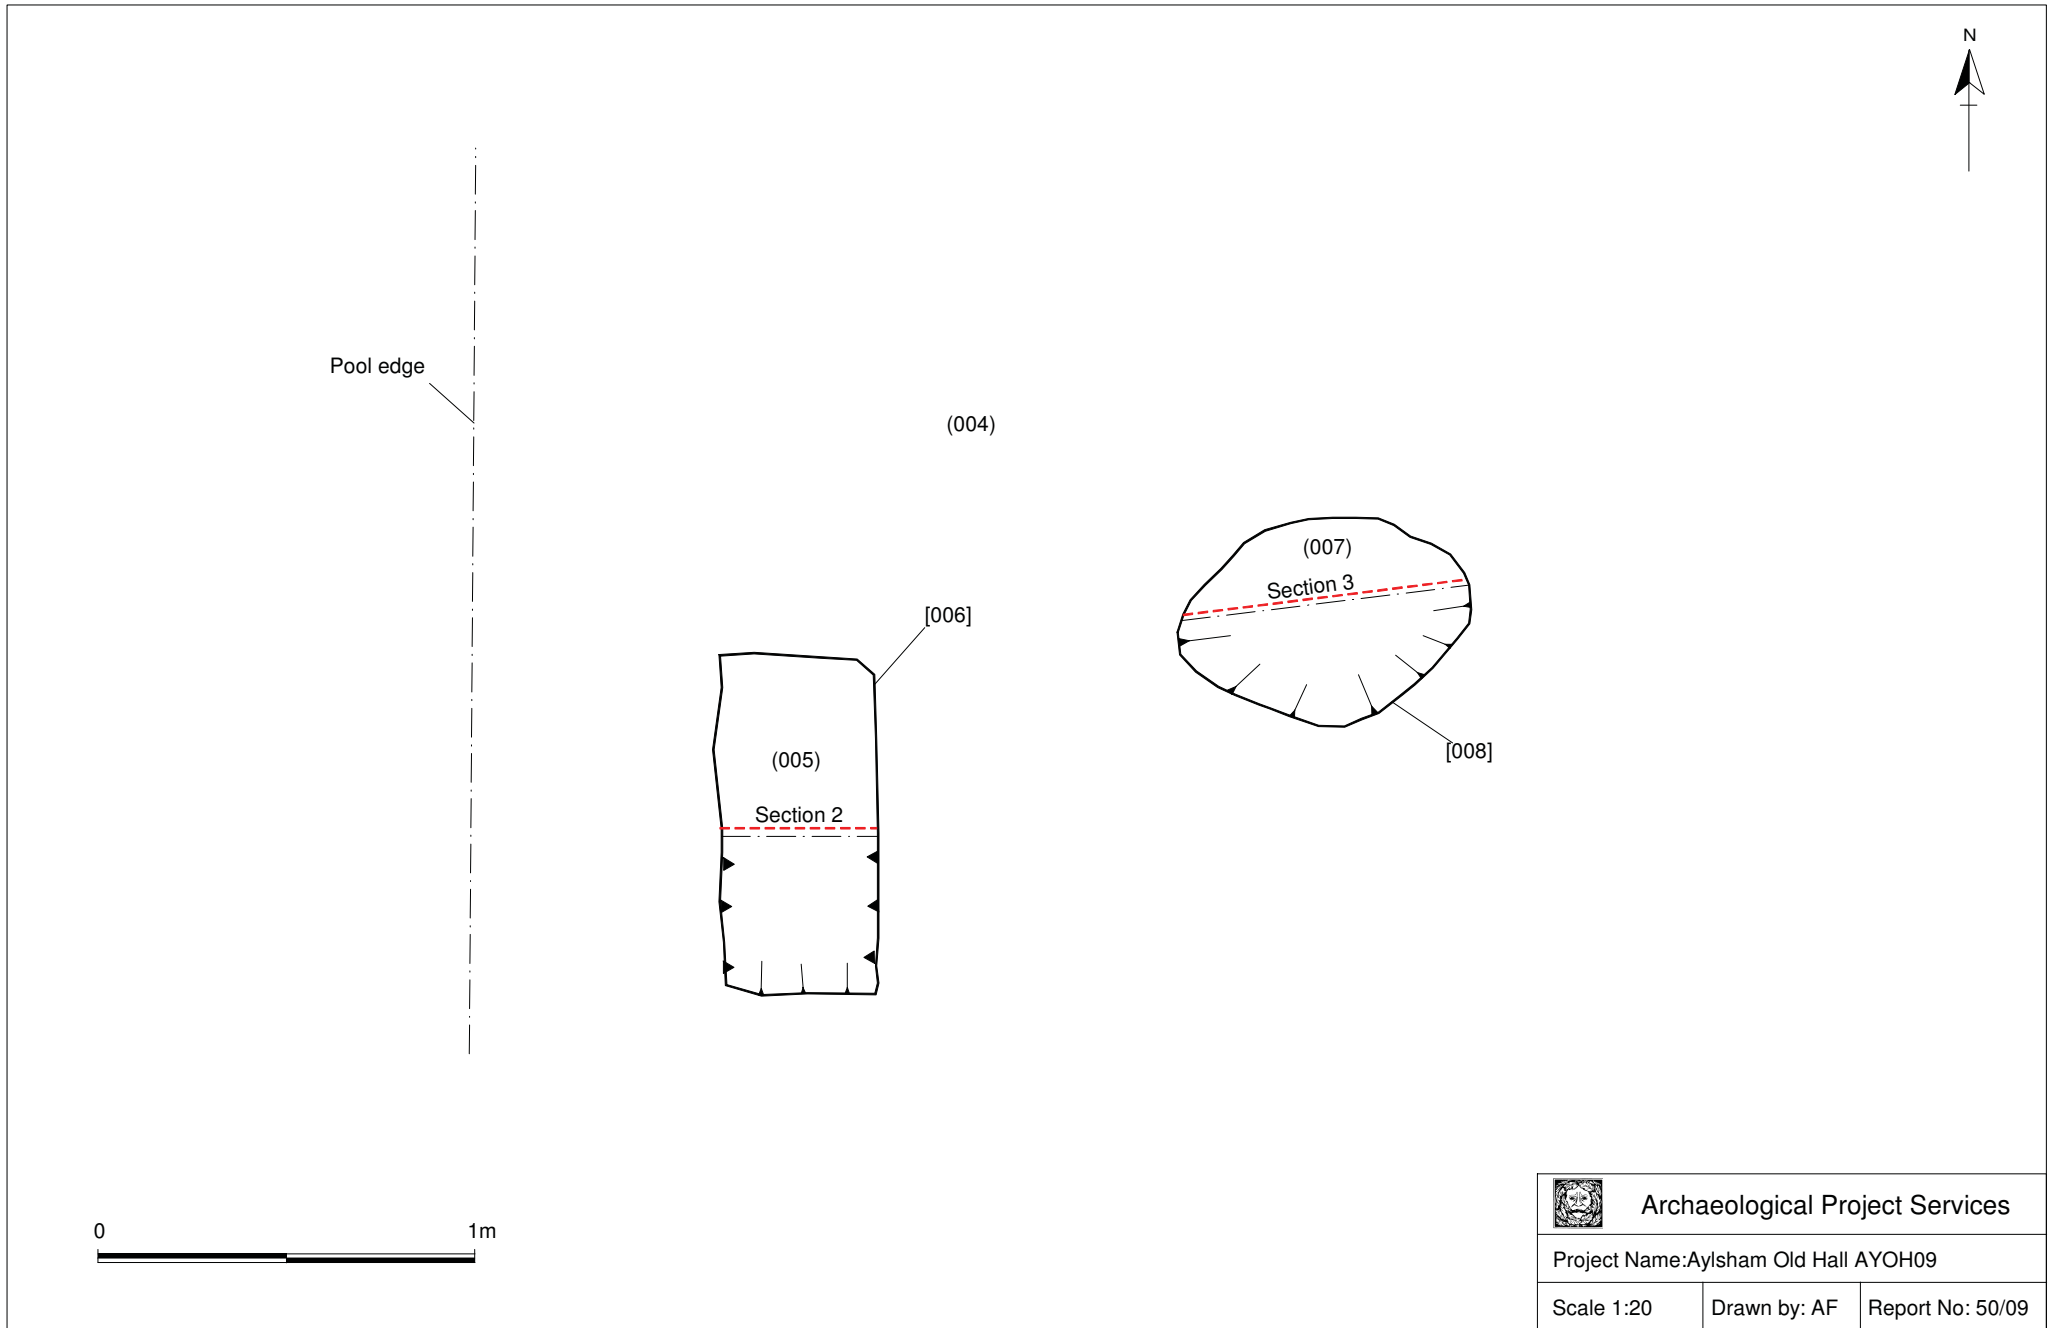 N
Pool edge
(004)
(007)
Section 3
[006]
[008]
(005)
Section 2
0 1m
Archaeological Project Services
Project Name:Aylsham Old Hall AYOH09
Scale 1:20 Drawn by: AF Report No: 50/09